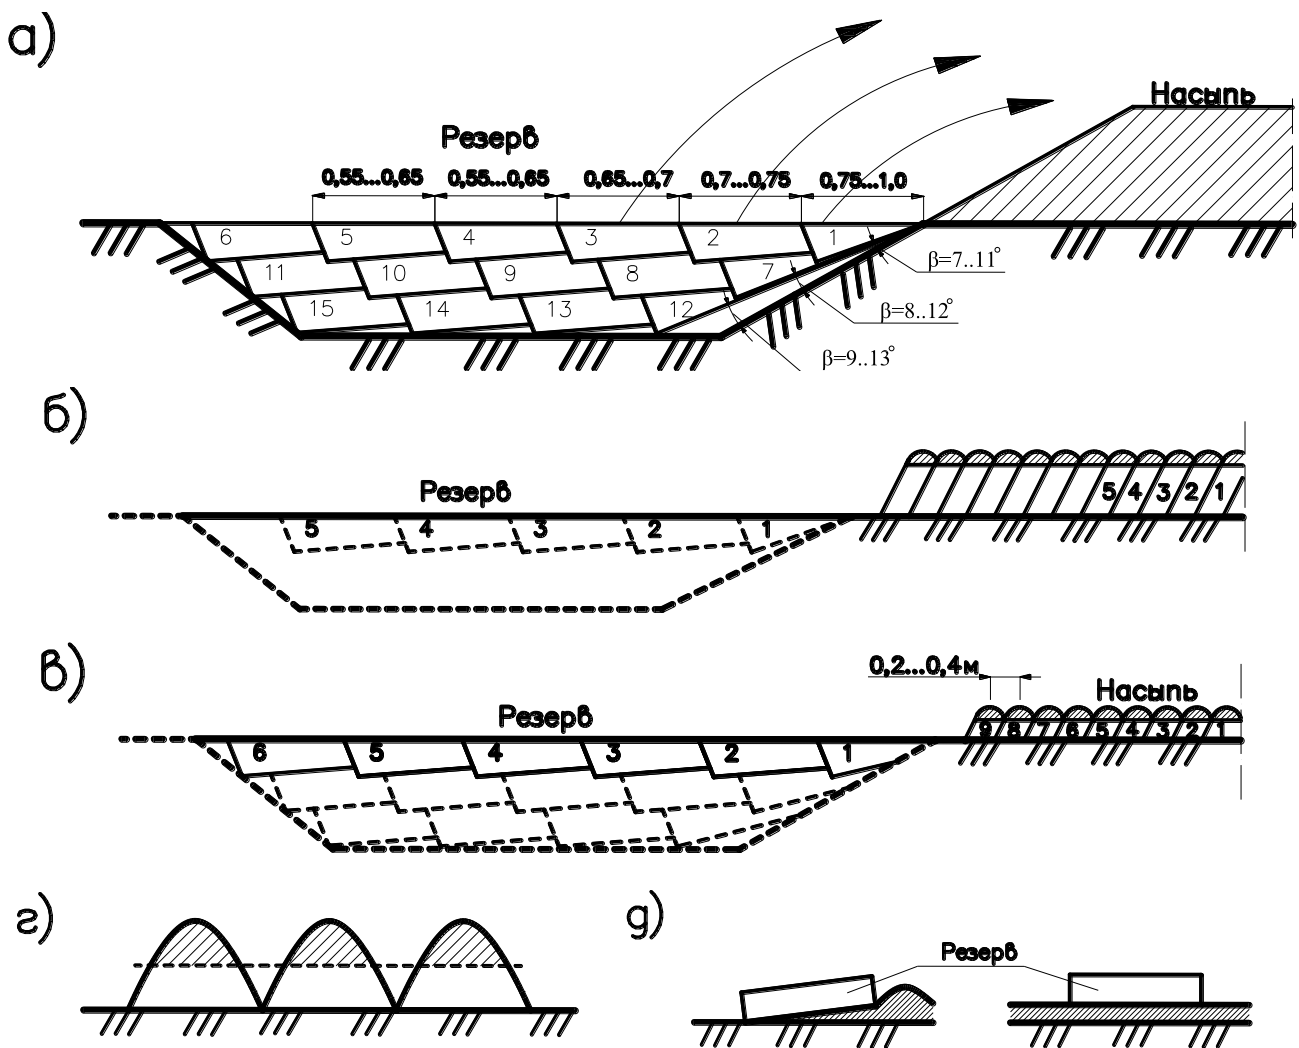 а)
Насыпь
Резерв
0,55...0,65 0,55...0,65 0,65...0,7 0,7...0,75 0,75...1,0
6 5 4 3 2 1
β=7..11°
11 10 9 8 7
15 14 13 12
β=8..12°
β=9..13°
б)
Резерв
5 4 3 2 1
5 4 3 2 1
в)
0,2...0,4м
Насыпь
Резерв
9 8 7 6 5 4 3 2 1
6 5 4 3 2 1
г)
д)
Резерв